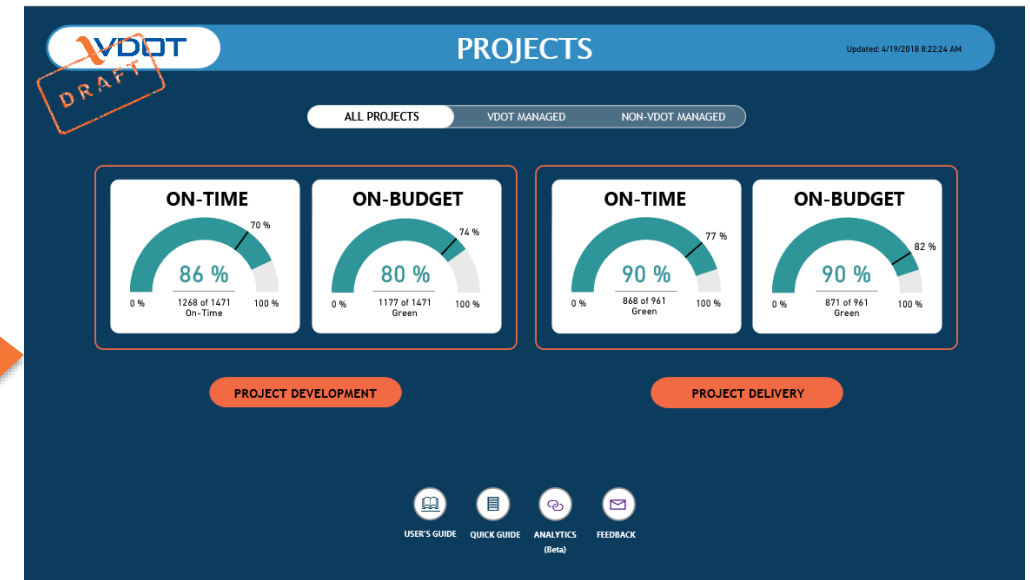 VDOT
DRAFT
PROJECTS
Updated: 4/19/2018 8:22:24 AM
ALL PROJECTS
VDOT MANAGED
NON-VDOT MANAGED
ON-TIME
70 %
86 %
0 %
1268 of 1471
On-Time
100 %
ON-BUDGET
74 %
80 %
0 %
1177 of 1471
Green
100 %
ON-TIME
77 %
90 %
0 %
868 of 961
Green
100 %
ON-BUDGET
82 %
90 %
0 %
871 of 961
Green
100 %
PROJECT DEVELOPMENT
PROJECT DELIVERY
USER'S GUIDE
QUICK GUIDE
ANALYTICS
(Beta)
FEEDBACK